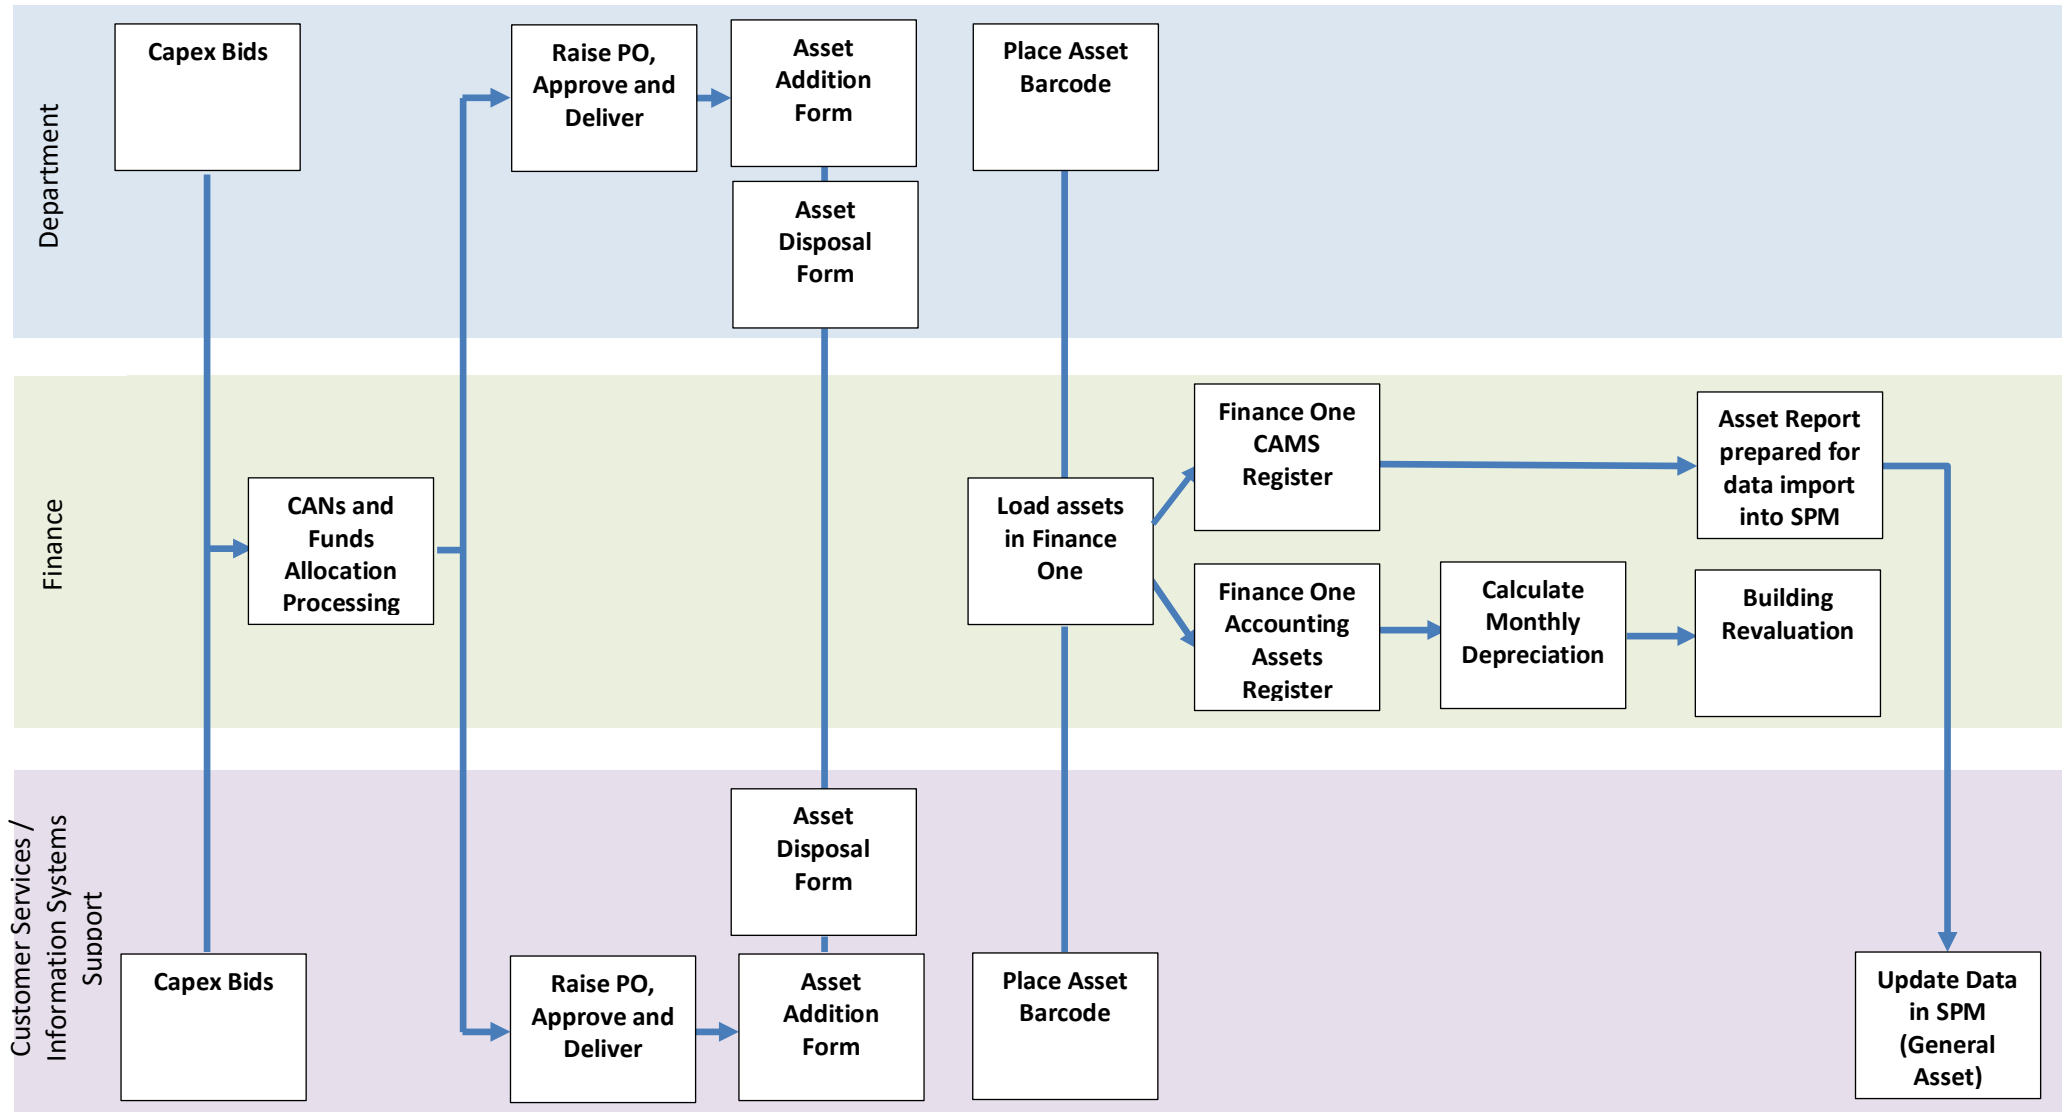 Department
Capex Bids
Raise PO,
Approve and
Deliver
Asset
Addition
Form
Asset
Disposal
Form
Place Asset
Barcode
Finance
CANs and
Funds
Allocation
Processing
Load assets
in Finance
One
Finance One
CAMS
Register
Asset Report
prepared for
data import
into SPM
Finance One
Accounting
Assets
Register
Calculate
Monthly
Depreciation
Building
Revaluation
Customer Services /
Information Systems
Support
Capex Bids
Raise PO,
Approve and
Deliver
Asset
Disposal
Form
Asset
Addition
Form
Place Asset
Barcode
Update Data
in SPM
(General
Asset)